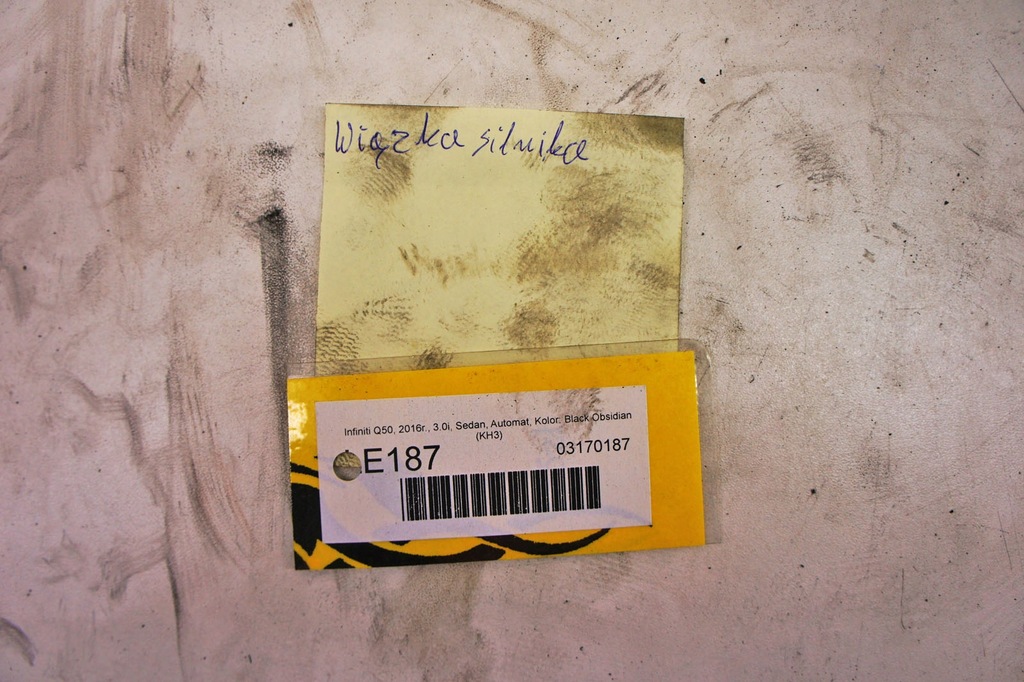 Wiązka silnika
Infiniti Q50, 2016r., 3.0i, Sedan, Automat, Kolor: Black Obsidian
(KH3)
E187
03170187